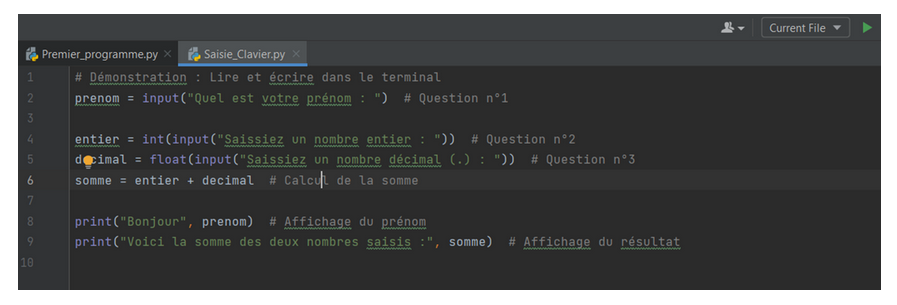 Current File
Premier_programme.py Saisie_Clavier.py
1 # Démonstration : Lire et écrire dans le terminal
2 prenom = input("Quel est votre prénom : ") # Question n°1
3
4 entier = int(input("Saissiez un nombre entier : ")) # Question n°2
5 decimal = float(input("Saissiez un nombre décimal (.) : ")) # Question n°3
6 somme = entier + decimal # Calcul de la somme
7
8 print("Bonjour", prenom) # Affichage du prénom
9 print("Voici la somme des deux nombres saisis :", somme) # Affichage du résultat
10